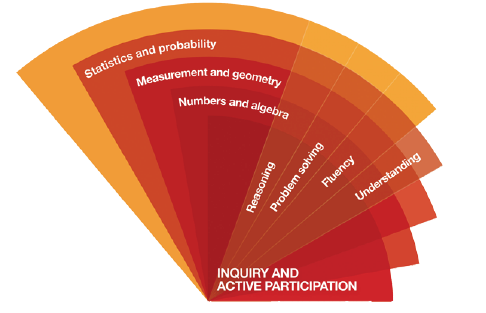 Statistics and probability
Measurement and geometry
Numbers and algebra
Reasoning
Problem solving
Fluency
Understanding
INQUIRY AND
ACTIVE PARTICIPATION